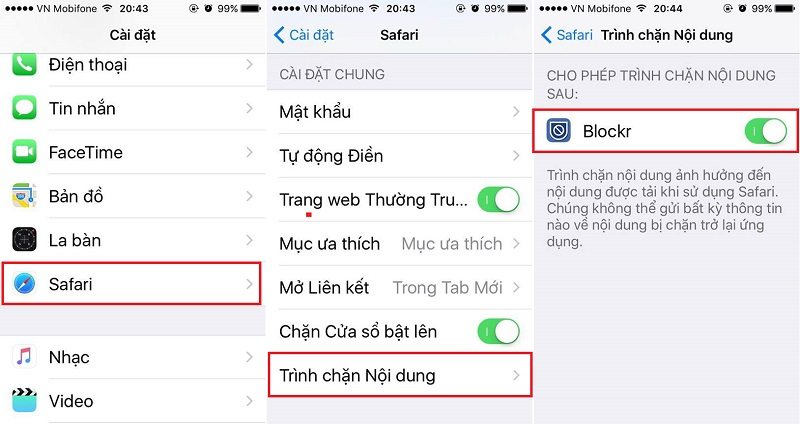 VN Mobifone 20:43 99%
Cài đặt
Điện thoại
Tin nhắn
FaceTime
Bản đồ
La bàn
Safari
Nhạc
Video
VN Mobifone 20:43 99%
Cài đặt Safari
CÀI ĐẶT CHUNG
Mật khẩu
Tự động Điền
Trang web Thường Tru...
Mục ưa thích Mục ưa thích
Mở Liên kết Trong Tab Mới
Chặn Cửa sổ bật lên
Trình chặn Nội dung
VN Mobifone 20:44 99%
Safari Trình chặn Nội dung
CHO PHÉP TRÌNH CHẶN NỘI DUNG
SAU:
Blockr
Trình chặn nội dung ảnh hưởng đến
nội dung được tải khi sử dụng Safari.
Chúng không thể gửi bất kỳ thông tin
nào về nội dung bị chặn trở lại ứng
dụng.